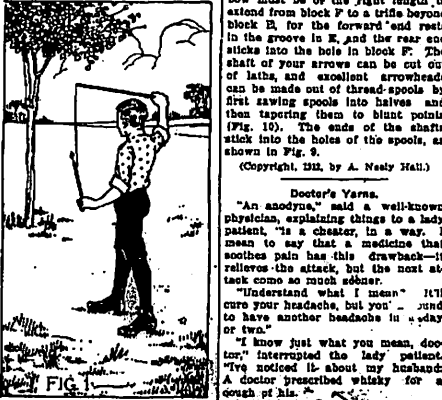 extend from block F to a trifle beyond
block E, for the forward end rests
in the groove in E, and the rear end
sticks into the hole in block F. The
shaft of your arrows can be cut out
of laths, and excellent arrowheads
can be made out of thread-spools by
first sawing spools into halves and
then tapering them to blunt points
(Fig. 10). The ends of the shafts
stick into the holes of the spools, as
shown in Fig. 9.
(Copyright, 1912, by A. Neely Hall.)
Doctor's Yarns.
"An anodyne," said a well-known
physician, explaining things to a lady
patient, "is a cheater, in a way. I
mean to say that a medicine that
soothes pain has this drawback—it
relieves the attack, but the next at-
tack come so much sooner.
"Understand what I mean" It'll
cure your headache, but you' und
to have another headache in day
or two."
"I know just what you mean, doc-
tor," interrupted the lady patient.
"I've noticed it about my husband.
A doctor prescribed whisky for a
cough of his.
FIG. 1